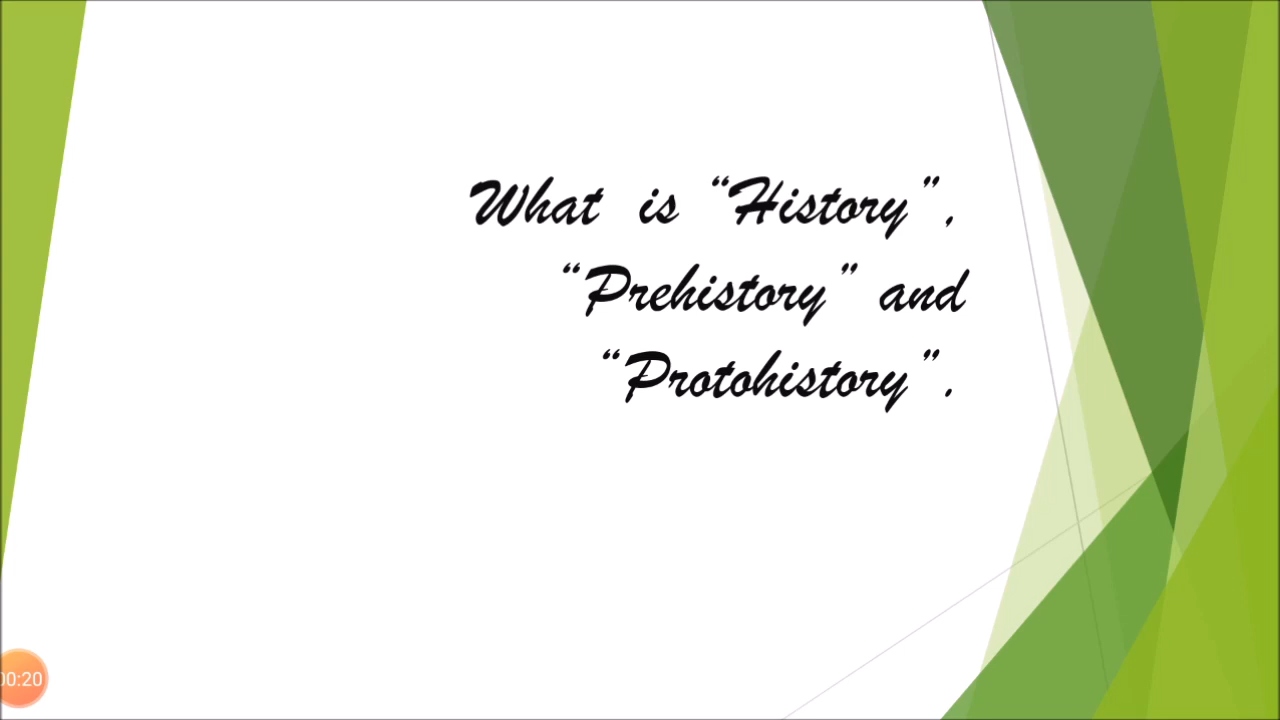 What is “History”,
“Prehistory” and
“Protohistory”.
00:20